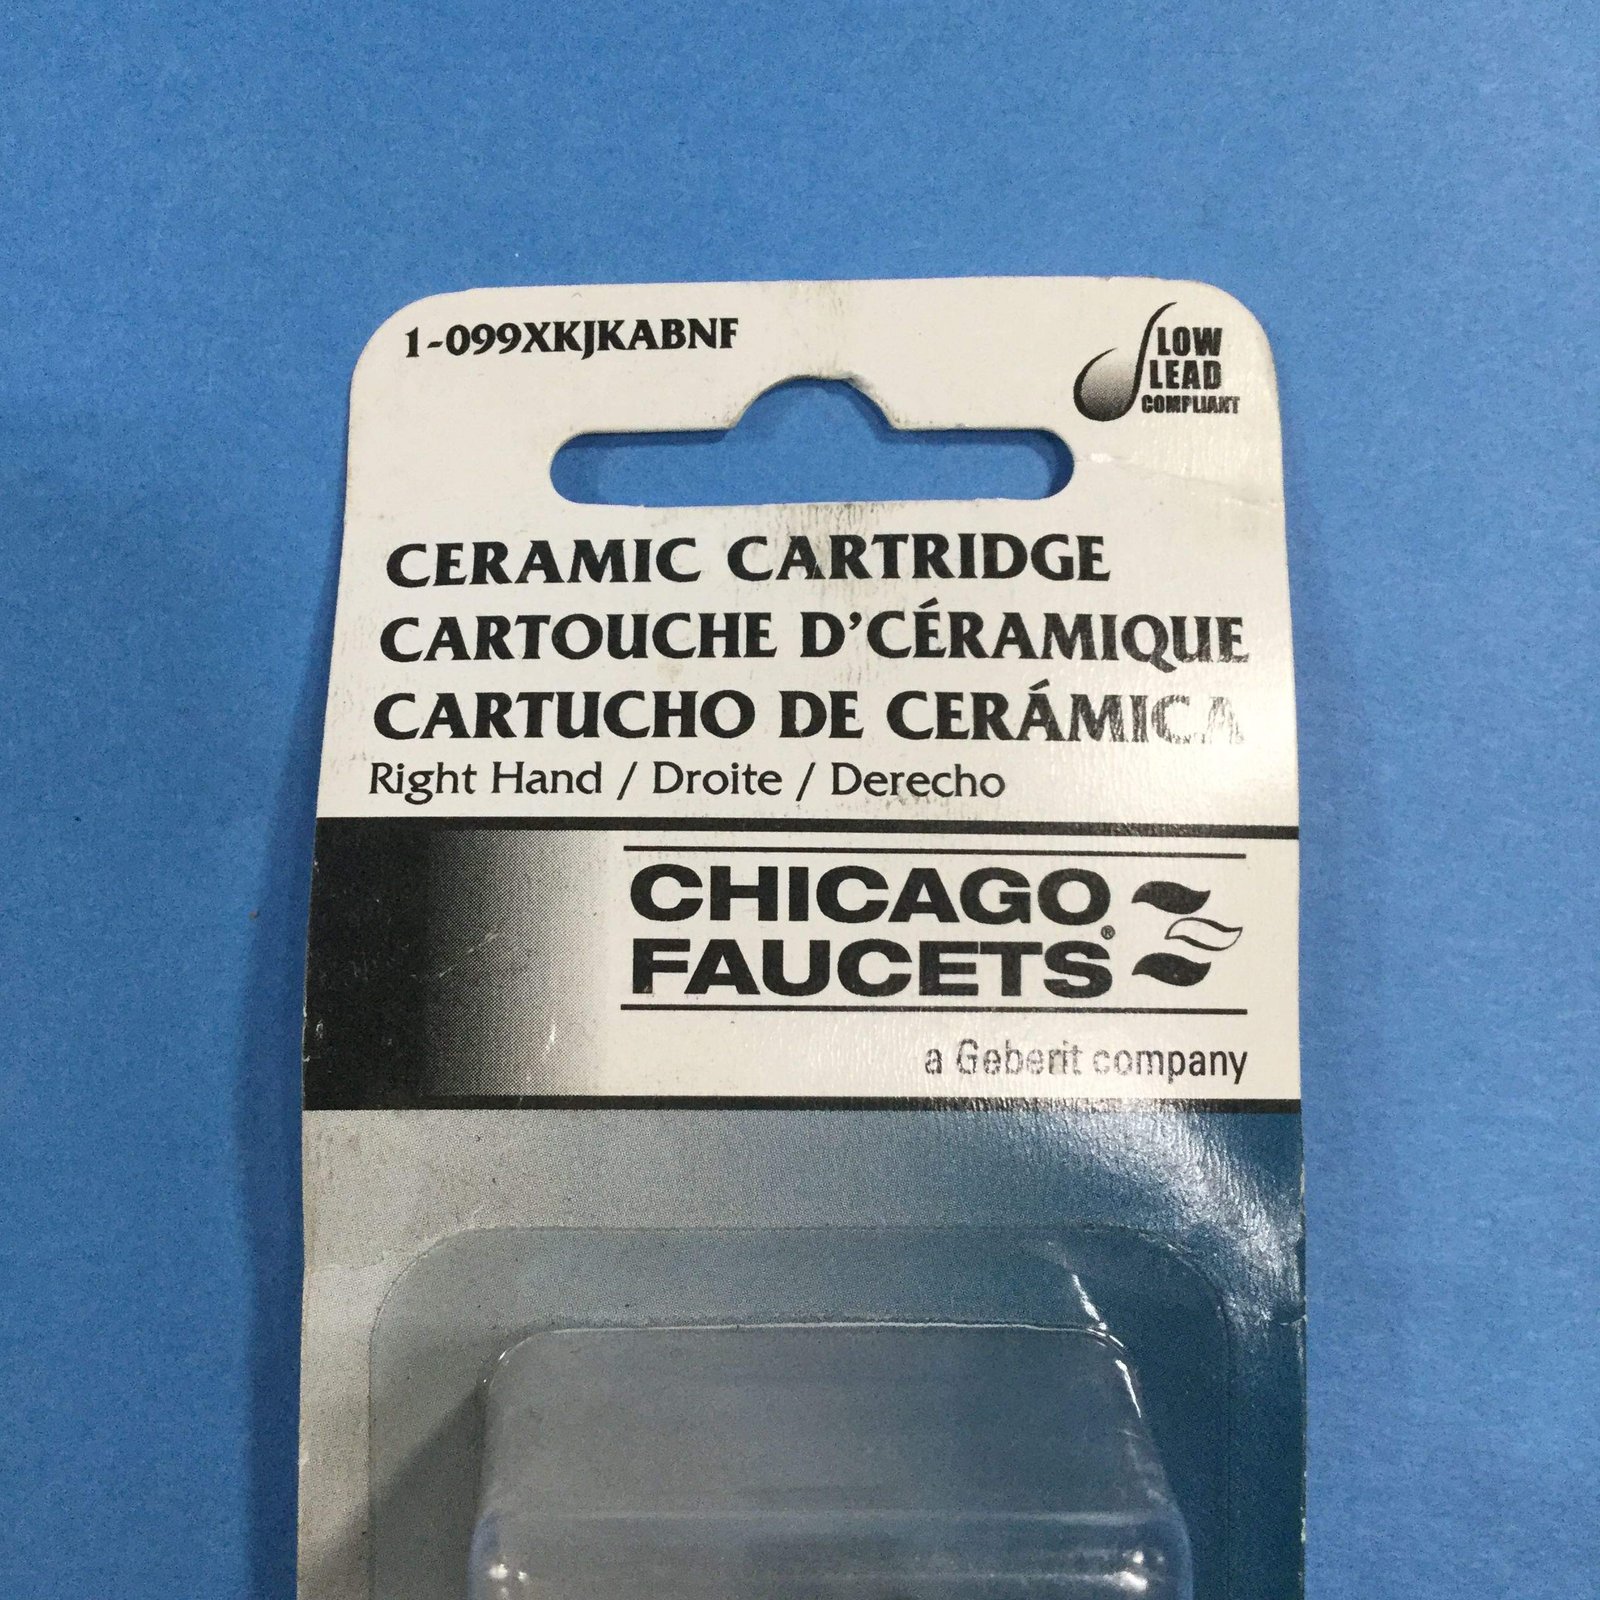 1-099XKJKABNF
LOW
LEAD
COMPLIANT
CERAMIC CARTRIDGE
CARTOUCHE D'CÉRAMIQUE
CARTUCHO DE CERÁMICA
Right Hand / Droite / Derecho
CHICAGO
FAUCETS®
a Geberit company